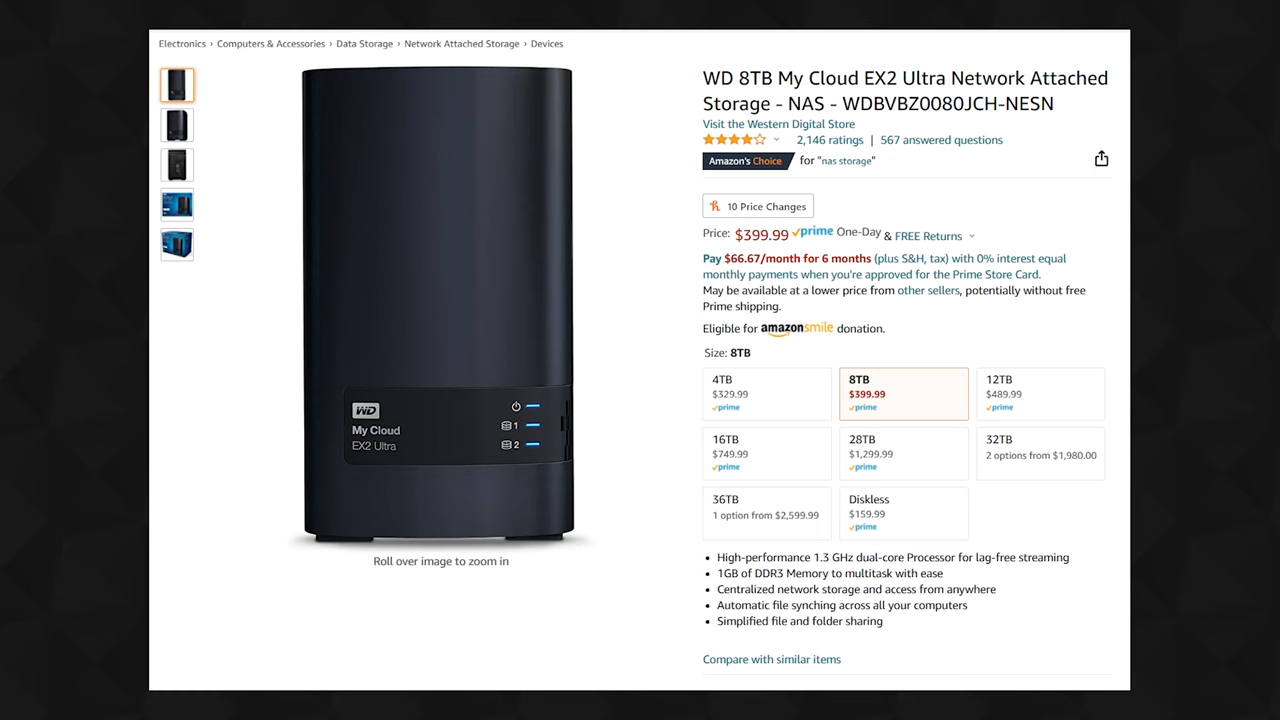 Electronics › Computers & Accessories › Data Storage › Network Attached Storage › Devices
WD 8TB My Cloud EX2 Ultra Network Attached
Storage - NAS - WDBVBZ0080JCH-NESN
Visit the Western Digital Store
2,146 ratings | 567 answered questions
Amazon's Choice for "nas storage"
10 Price Changes
Price: $399.99 prime One-Day & FREE Returns
Pay $66.67/month for 6 months (plus S&H, tax) with 0% interest equal
monthly payments when you're approved for the Prime Store Card.
May be available at a lower price from other sellers, potentially without free
Prime shipping.
Eligible for amazonsmile donation.
Size: 8TB
4TB
$329.99
prime
8TB
$399.99
prime
12TB
$489.99
prime
16TB
$749.99
prime
28TB
$1,299.99
prime
32TB
2 options from $1,980.00
36TB
1 option from $2,599.99
Diskless
$159.99
prime
• High-performance 1.3 GHz dual-core Processor for lag-free streaming
• 1GB of DDR3 Memory to multitask with ease
• Centralized network storage and access from anywhere
• Automatic file synching across all your computers
• Simplified file and folder sharing
Compare with similar items
WD
My Cloud
EX2 Ultra
1
2
Roll over image to zoom in